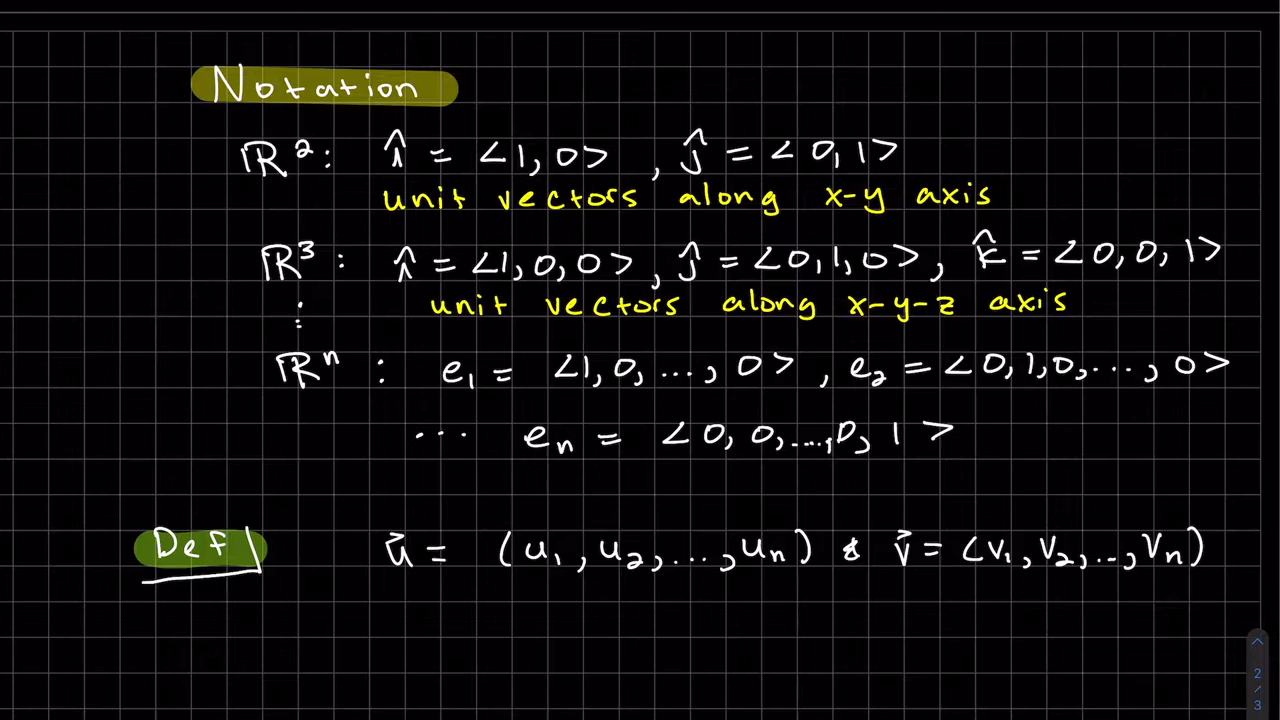 Notation
ℝ²: î = <1, 0> , ĵ = < 0, 1>
unit vectors along x-y axis
ℝ³ : î = <1, 0, 0> , ĵ = <0, 1, 0> , k̂ = <0, 0, 1>
unit vectors along x-y-z axis
⋮
ℝⁿ : e₁ = <1, 0, ..., 0> , e₂ = <0, 1, 0, ..., 0>
... eₙ = <0, 0, ..., 0, 1 >
Def u⃗ = (u₁, u₂, ..., uₙ) & v⃗ = (v₁, v₂, ..., vₙ)
2
/
3